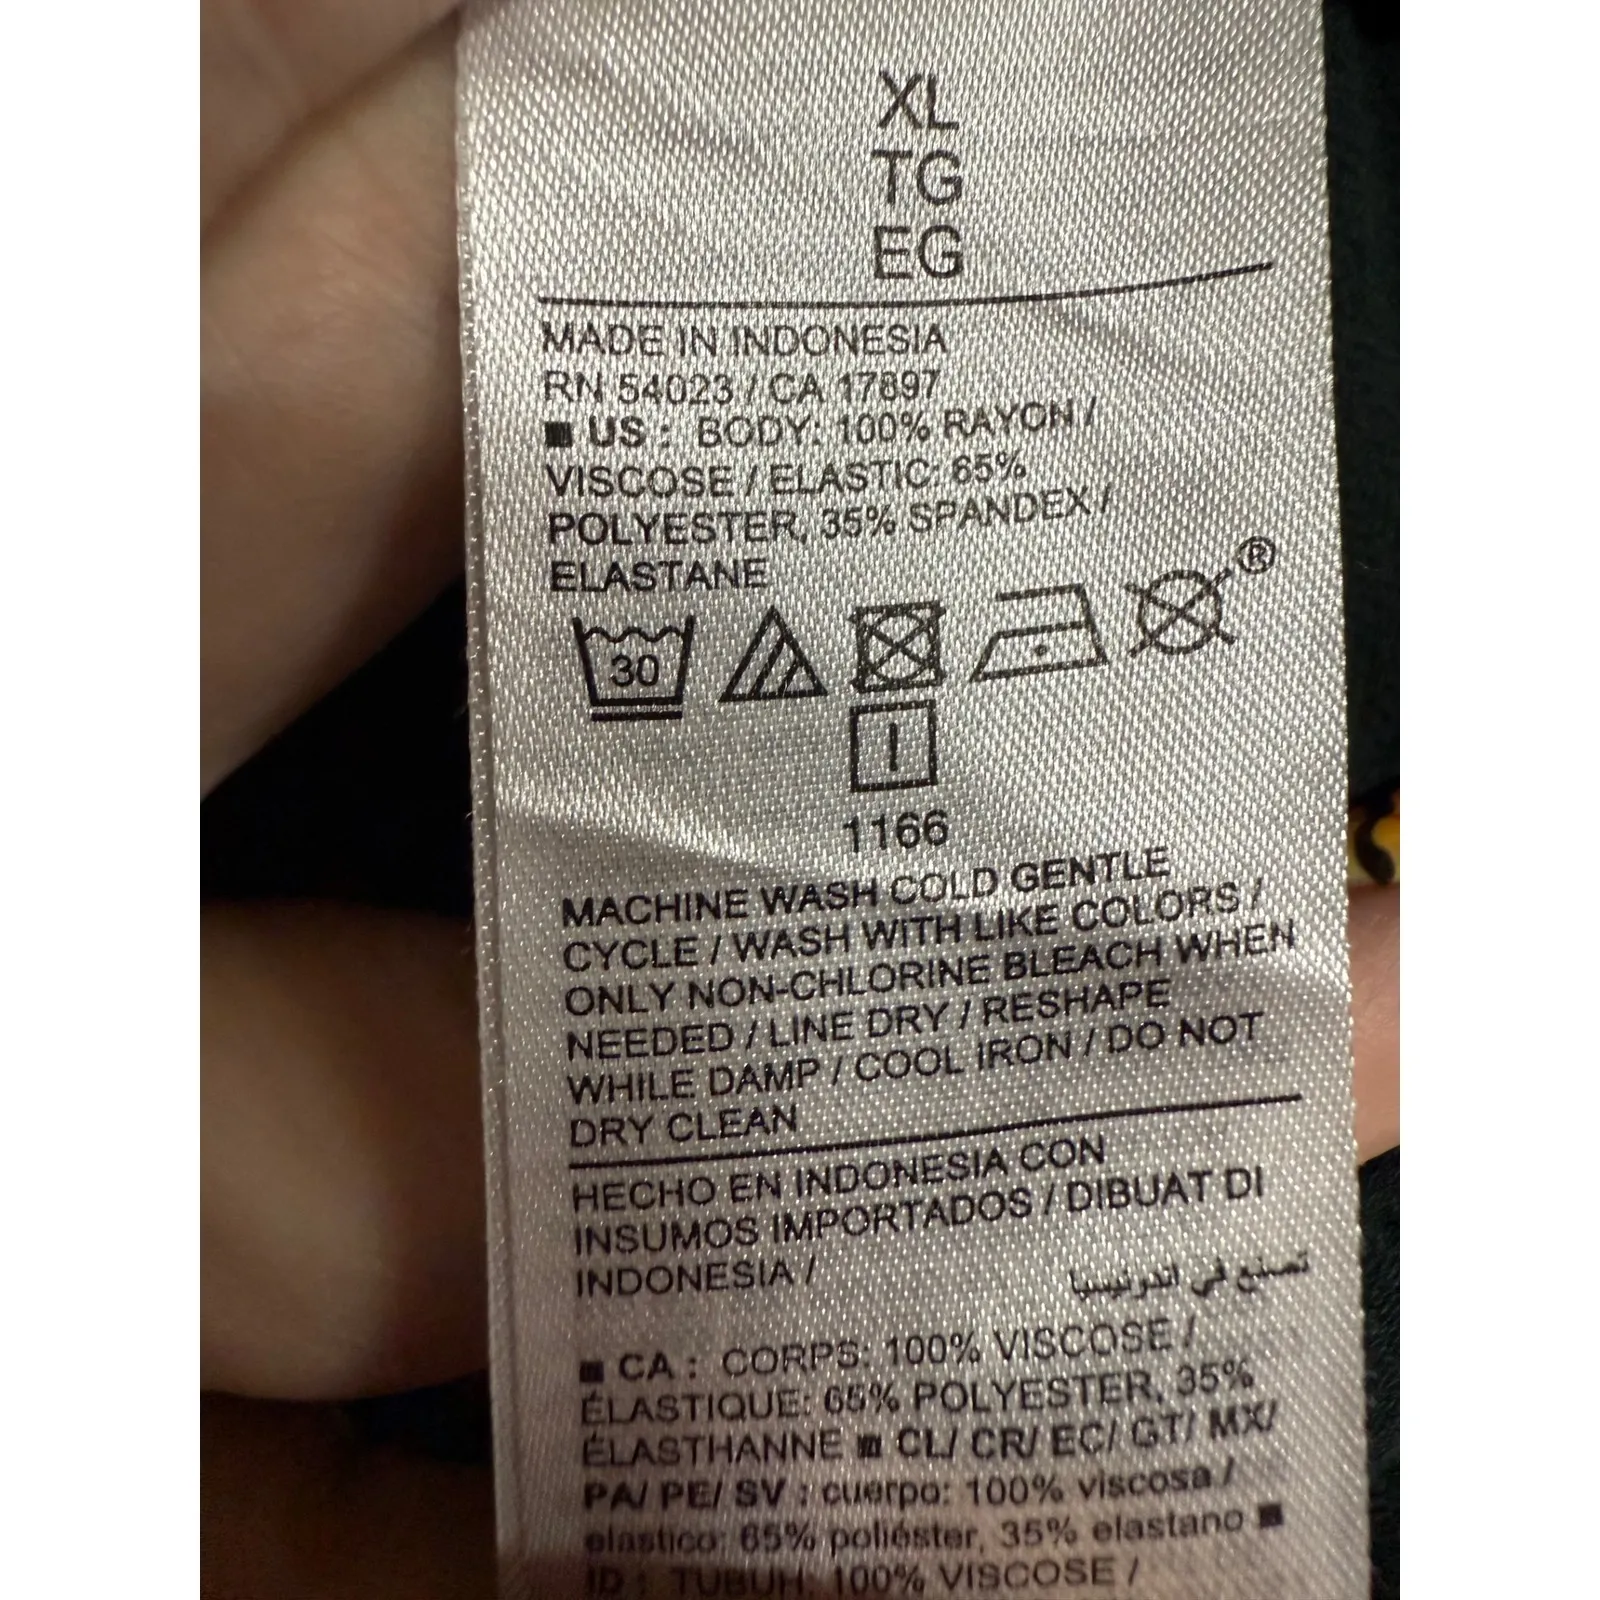 XL
TG
EG
MADE IN INDONESIA
RN 54023 / CA 17897
■ US : BODY: 100% RAYON /
VISCOSE / ELASTIC: 65%
POLYESTER, 35% SPANDEX /
ELASTANE
®
30
1166
MACHINE WASH COLD GENTLE
CYCLE / WASH WITH LIKE COLORS /
ONLY NON-CHLORINE BLEACH WHEN
NEEDED / LINE DRY / RESHAPE
WHILE DAMP / COOL IRON / DO NOT
DRY CLEAN
HECHO EN INDONESIA CON
INSUMOS IMPORTADOS / DIBUAT DI
INDONESIA /
تصنع في اندونيسيا
■ CA : CORPS: 100% VISCOSE /
ÉLASTIQUE: 65% POLYESTER, 35%
ÉLASTHANNE ■ CL/ CR/ EC/ GT/ MX/
PA/ PE/ SV : cuerpo: 100% viscosa /
elastico: 65% poliéster, 35% elastano ■
ID : TUBUH: 100% VISCOSE /